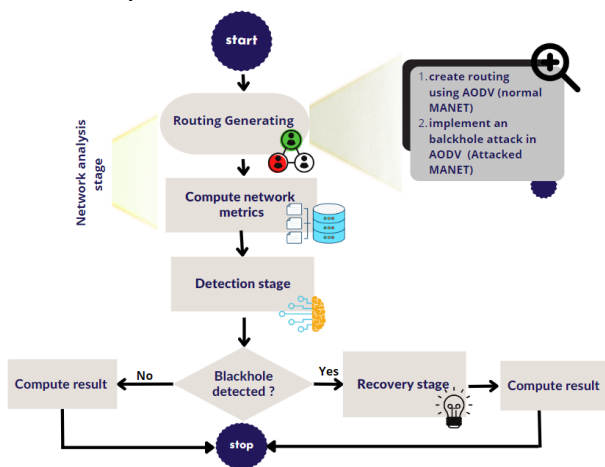 start
Routing Generating
1. create routing
using AODV (normal
MANET)
2. implement an
balckhole attack in
AODV (Attacked
MANET)
Network analysis
stage
Compute network
metrics
Detection stage
Blackhole
detected ?
No
Yes
Compute result
Recovery stage
Compute result
stop